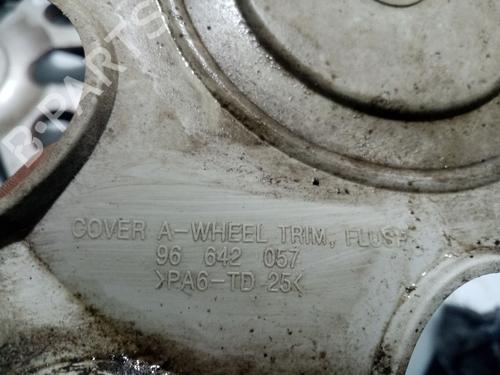 B-PARTS
COVER A-WHEEL TRIM, FLUSH
96 642 057
>PA6-TD 25<